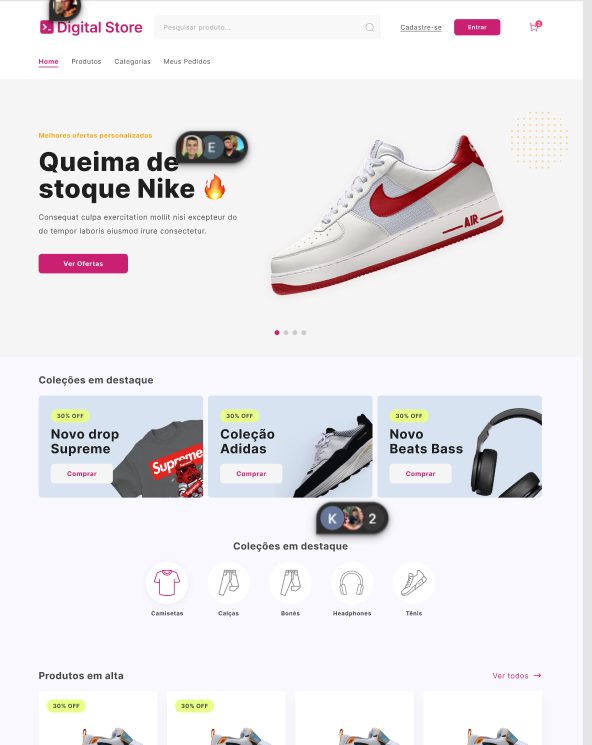 Digital Store
Pesquisar produto...
Cadastre-se
Entrar
2
Home
Produtos
Categorias
Meus Pedidos
Melhores ofertas personalizadas
E
Queima de
stoque Nike 🔥
Consequat culpa exercitation mollit nisi excepteur do
do tempor laboris eiusmod irure consectetur.
Ver Ofertas
AIR
Coleções em destaque
30% OFF
Novo drop
Supreme
Comprar
Supreme
30% OFF
Coleção
Adidas
Comprar
30% OFF
Novo
Beats Bass
Comprar
K
2
Coleções em destaque
Camisetas
Calças
Bonés
Headphones
Tênis
Produtos em alta
Ver todos →
30% OFF
30% OFF